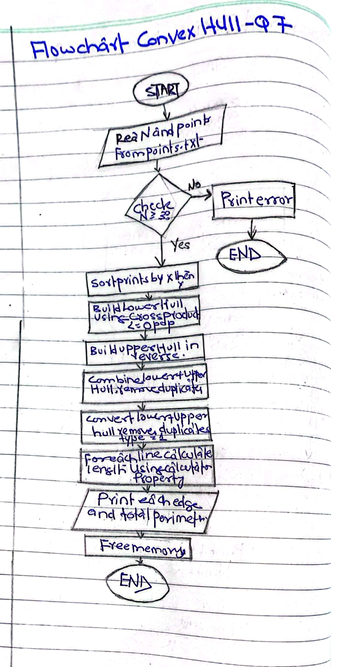 Flowchart Convex Hull-Q7
START
Read N and points
From points.txt
Check
N ≥ 3?
No
Print error
END
Yes
Sort prints by x then
y
Build Lower Hull
Using Cross Product
<=0 pop
Build upper Hull in
reverse.
Combine lower+Upper
Hull, remove duplicates
convert lower+upper
hull remove duplicates
type
For each line calculate
length Using calculator
Property
Print each edge
and total perimeter
Free memory
END